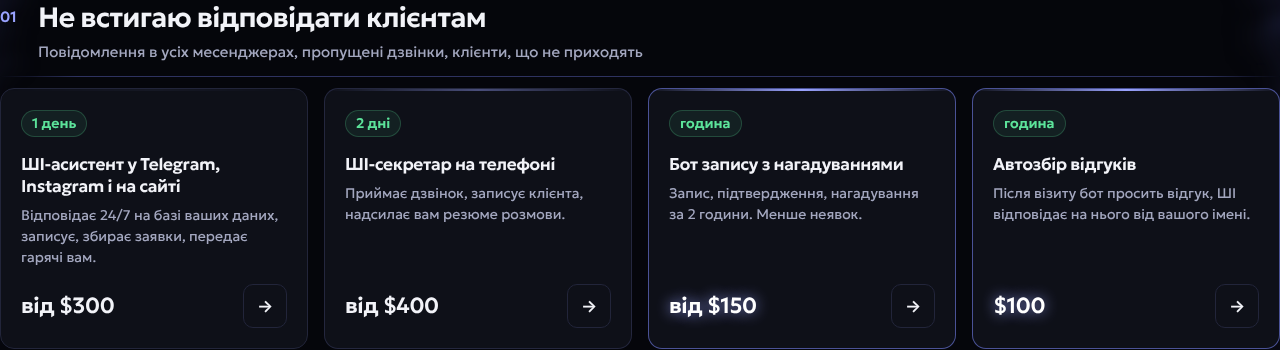 01
Не встигаю відповідати клієнтам
Повідомлення в усіх месенджерах, пропущені дзвінки, клієнти, що не приходять
1 день
ШІ-асистент у Telegram,
Instagram і на сайті
Відповідає 24/7 на базі ваших даних,
записує, збирає заявки, передає
гарячі вам.
від $300
→
2 дні
ШІ-секретар на телефоні
Приймає дзвінок, записує клієнта,
надсилає вам резюме розмови.
від $400
→
година
Бот запису з нагадуваннями
Запис, підтвердження, нагадування
за 2 години. Менше неявок.
від $150
→
година
Автозбір відгуків
Після візиту бот просить відгук, ШІ
відповідає на нього від вашого імені.
$100
→